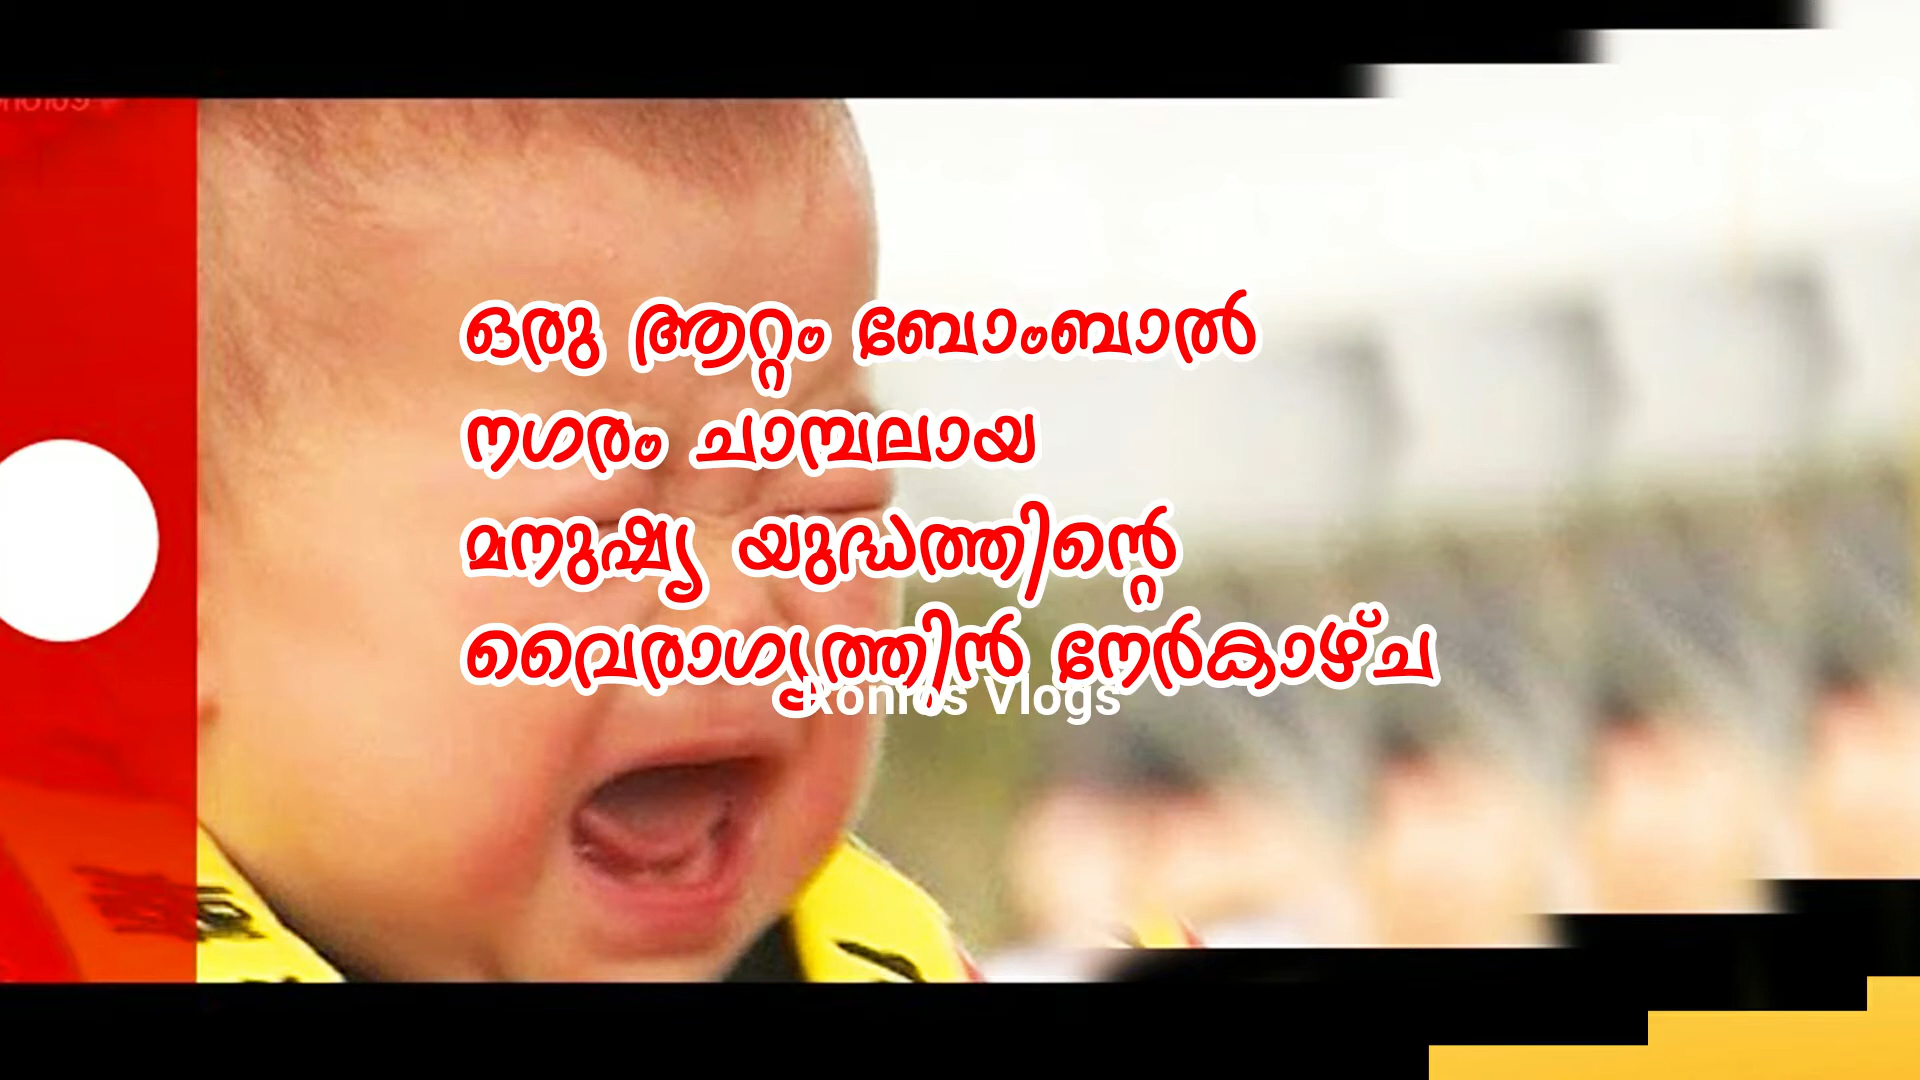 ഒരു ആറ്റം ബോംബാൽ
നഗരം ചാമ്പലായ
മനുഷ്യ യുദ്ധത്തിന്റെ
വൈരാഗ്യത്തിൻ നേർകാഴ്ച
Vlogs